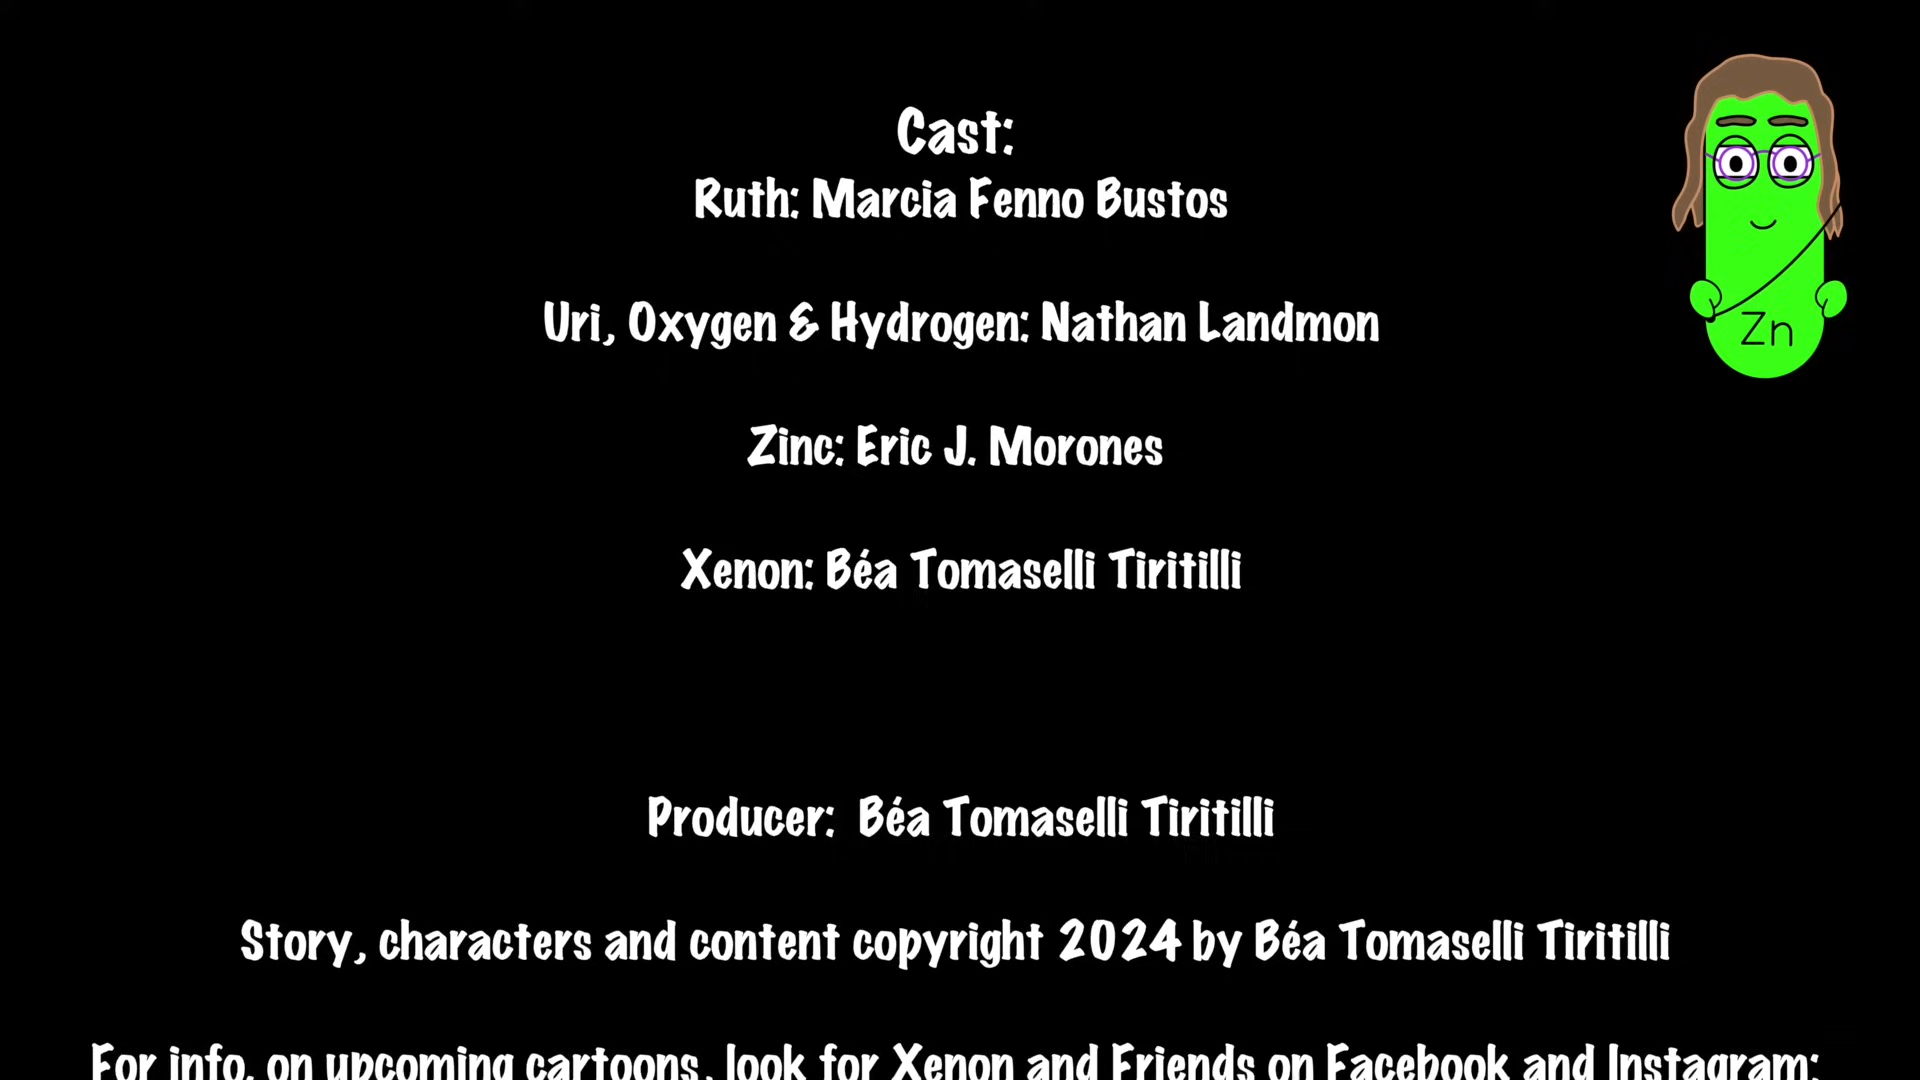 Cast:
Ruth: Marcia Fenno Bustos
Uri, Oxygen & Hydrogen: Nathan Landmon
Zinc: Eric J. Morones
Xenon: Béa Tomaselli Tiritilli
Zn
Producer:  Béa Tomaselli Tiritilli
Story, characters and content copyright 2024 by Béa Tomaselli Tiritilli
For info. on upcoming cartoons, look for Xenon and Friends on Facebook and Instagram: